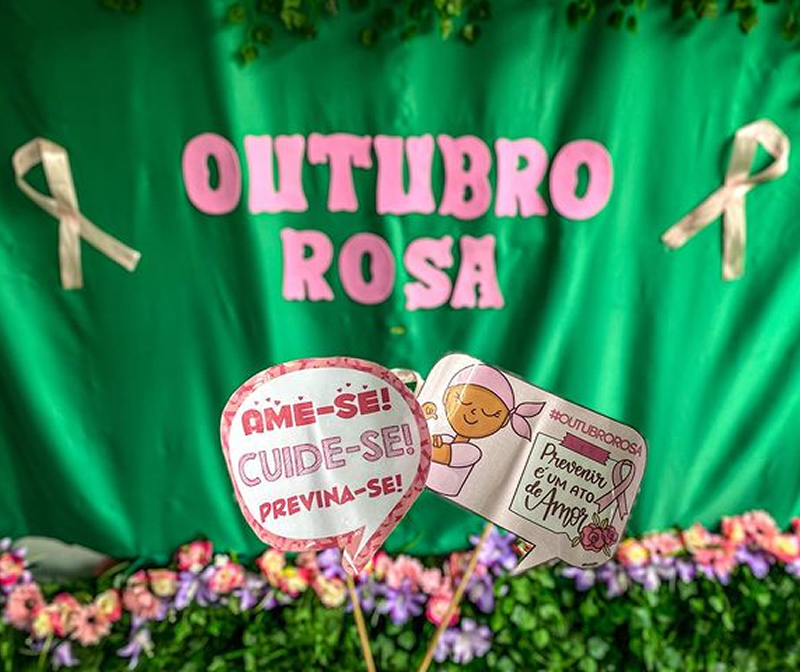 OUTUBRO
ROSA
AME-SE!
CUIDE-SE!
PREVINA-SE!
#OUTUBROROSA
Prevenir
é um ato
de Amor